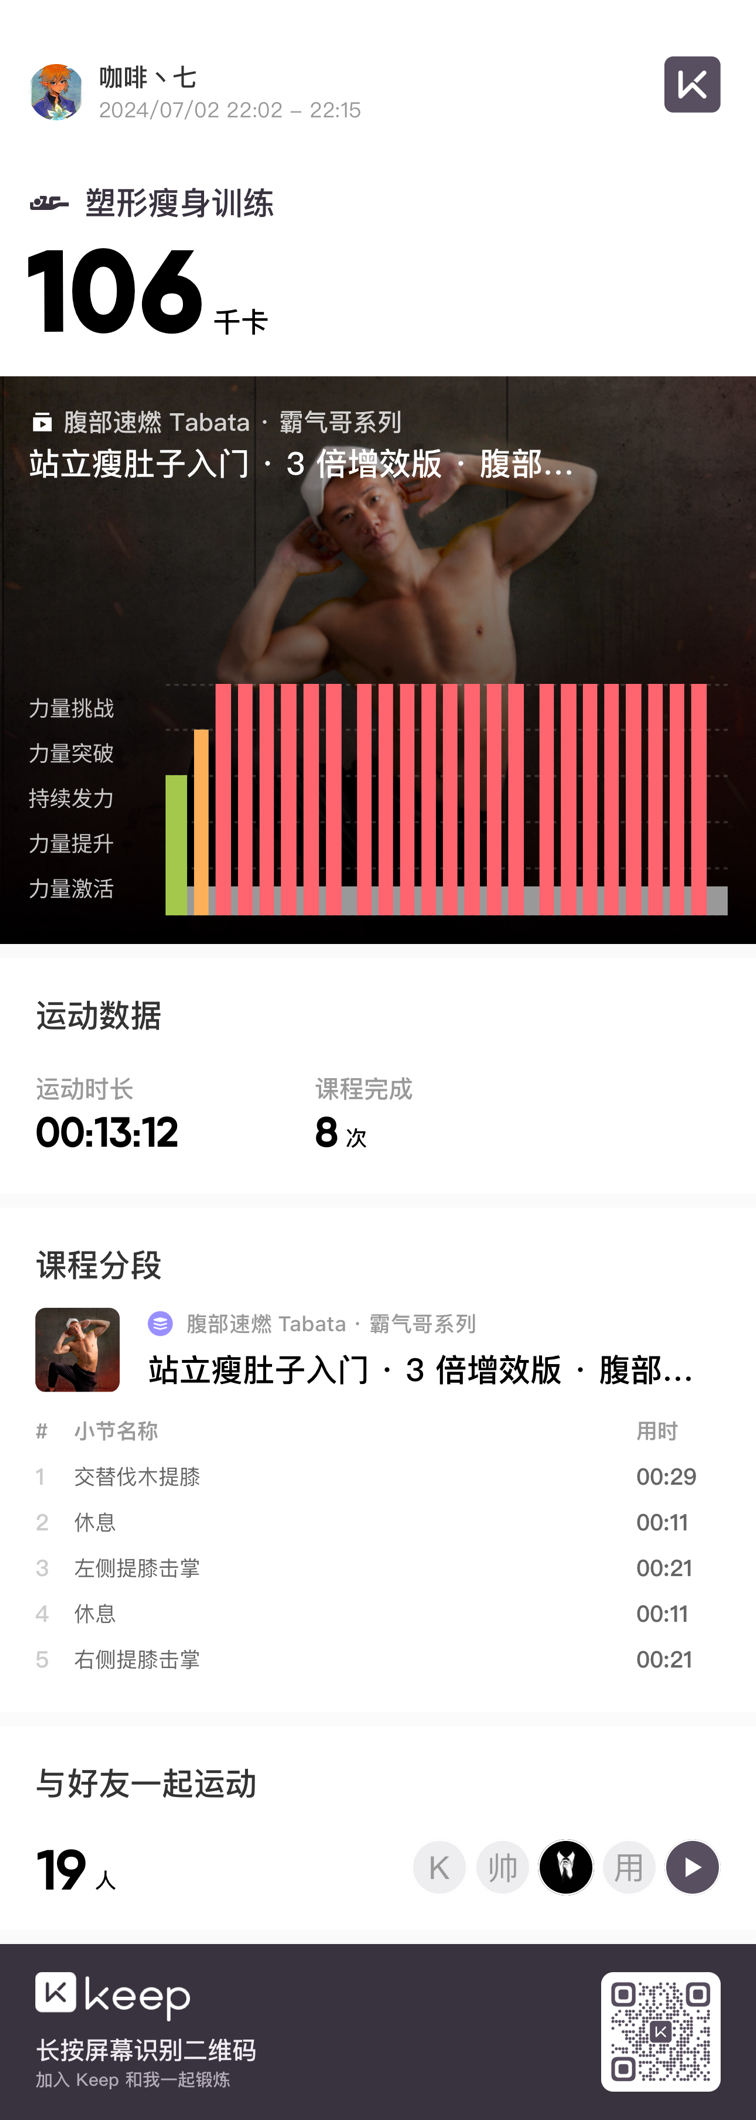 咖啡丶七
2024/07/02 22:02 – 22:15
塑形瘦身训练
106 千卡
腹部速燃 Tabata · 霸气哥系列
站立瘦肚子入门 · 3 倍增效版 · 腹部...
力量挑战
力量突破
持续发力
力量提升
力量激活
运动数据
运动时长 课程完成
00:13:12 8 次
课程分段
腹部速燃 Tabata · 霸气哥系列
站立瘦肚子入门 · 3 倍增效版 · 腹部...
# 小节名称 用时
1 交替伐木提膝 00:29
2 休息 00:11
3 左侧提膝击掌 00:21
4 休息 00:11
5 右侧提膝击掌 00:21
与好友一起运动
19 人 K 帅 用
keep
长按屏幕识别二维码
加入 Keep 和我一起锻炼